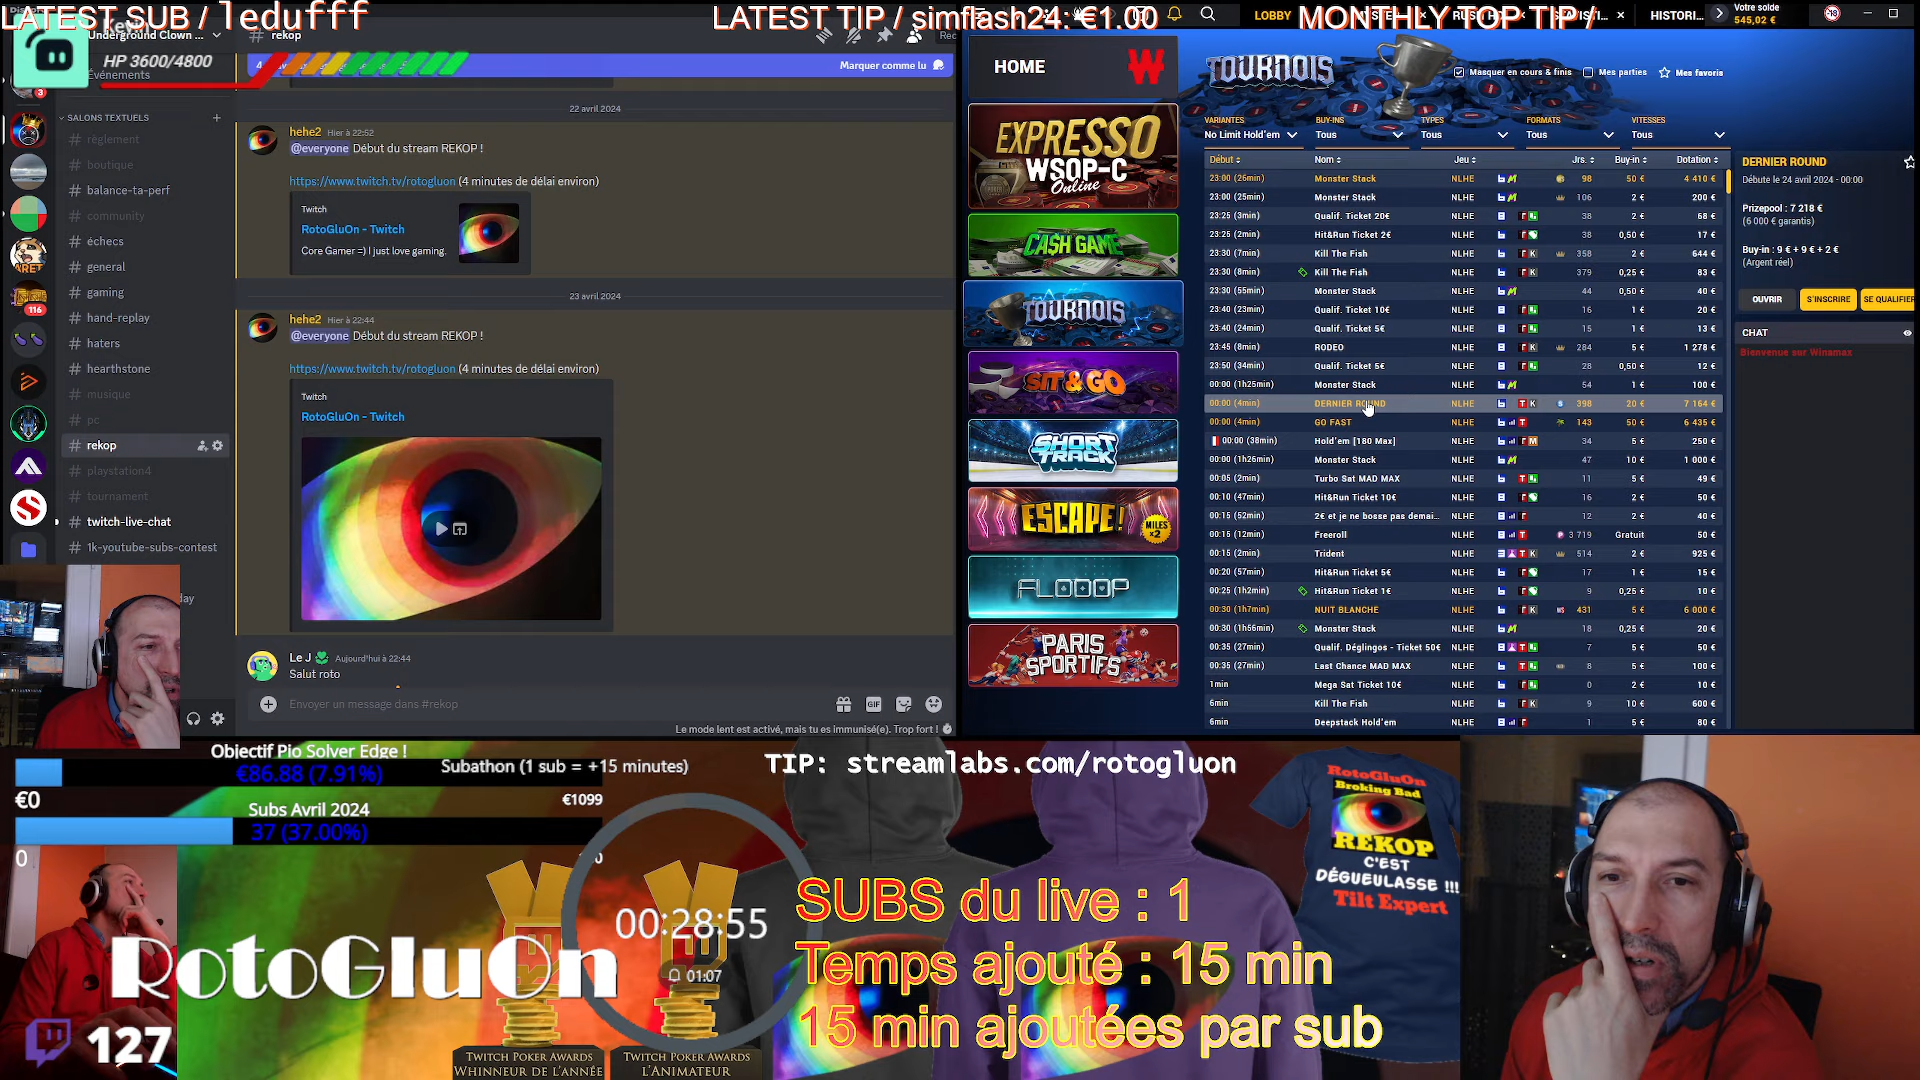 LATEST SUB / ledufff
LATEST TIP / simflash24: €1.00
MONTHLY TOP TIP /
HP 3600/4800
Underground Clown ...
Événements
3
SALONS TEXTUELS
# règlement
# boutique
# balance-ta-perf
# community
# échecs
# general
# gaming
# hand-replay
# haters
# hearthstone
# musique
# pc
# rekop
# playstation4
# tournament
# twitch-live-chat
# 1k-youtube-subs-contest
116
# rekop
Marquer comme lu
22 avril 2024
hehe2 Hier à 22:52
@everyone Début du stream REKOP !
https://www.twitch.tv/rotogluon (4 minutes de délai environ)
Twitch
RotoGluOn - Twitch
Core Gamer =) I just love gaming.
23 avril 2024
hehe2 Hier à 22:44
@everyone Début du stream REKOP !
https://www.twitch.tv/rotogluon (4 minutes de délai environ)
Twitch
RotoGluOn - Twitch
Le J Aujourd'hui à 22:44
Salut roto
Envoyer un message dans #rekop
GIF
Le mode lent est activé, mais tu es immunisé(e). Trop fort !
LOBBY
HISTORI...
Votre solde
545,02 €
HOME
W
EXPRESSO
WSOP-C
Online
CASH GAME
TOURNOIS
SIT & GO
SHORT TRACK
ESCAPE!
MILES x2
FLOOOP
PARIS SPORTIFS
TOURNOIS
Masquer en cours & finis
Mes parties
Mes favoris
VARIANTES BUY-INS TYPES FORMATS VITESSES
No Limit Hold'em Tous Tous Tous Tous
Début Nom Jeu Jrs. Buy-in Dotation
23:00 (26min) Monster Stack NLHE 98 50 € 4 410 €
23:00 (25min) Monster Stack NLHE 106 2 € 200 €
23:25 (3min) Qualif. Ticket 20€ NLHE 38 2 € 68 €
23:25 (2min) Hit&Run Ticket 2€ NLHE 38 0,50 € 17 €
23:30 (7min) Kill The Fish NLHE 358 2 € 644 €
23:30 (8min) Kill The Fish NLHE 379 0,25 € 83 €
23:30 (55min) Monster Stack NLHE 44 0,50 € 40 €
23:40 (23min) Qualif. Ticket 10€ NLHE 16 1 € 20 €
23:40 (24min) Qualif. Ticket 5€ NLHE 15 1 € 13 €
23:45 (8min) RODEO NLHE 284 5 € 1 278 €
23:50 (34min) Qualif. Ticket 5€ NLHE 28 0,50 € 12 €
00:00 (1h25min) Monster Stack NLHE 54 1 € 100 €
00:00 (4min) DERNIER ROUND NLHE 398 20 € 7 164 €
00:00 (4min) GO FAST NLHE 143 50 € 6 435 €
00:00 (38min) Hold'em [180 Max] NLHE 34 5 € 250 €
00:00 (1h26min) Monster Stack NLHE 47 10 € 1 000 €
00:05 (2min) Turbo Sat MAD MAX NLHE 11 5 € 49 €
00:10 (47min) Hit&Run Ticket 10€ NLHE 16 2 € 50 €
00:15 (52min) 2€ et je ne bosse pas demai... NLHE 12 2 € 40 €
00:15 (12min) Freeroll NLHE 3 719 Gratuit 50 €
00:15 (2min) Trident NLHE 514 2 € 925 €
00:20 (57min) Hit&Run Ticket 5€ NLHE 17 1 € 15 €
00:25 (1h2min) Hit&Run Ticket 1€ NLHE 9 0,25 € 10 €
00:30 (1h7min) NUIT BLANCHE NLHE 431 5 € 6 000 €
00:30 (1h56min) Monster Stack NLHE 18 0,25 € 20 €
00:35 (27min) Qualif. Déglingos - Ticket 50€ NLHE 7 5 € 50 €
00:35 (27min) Last Chance MAD MAX NLHE 8 5 € 100 €
1min Mega Sat Ticket 10€ NLHE 0 2 € 10 €
6min Kill The Fish NLHE 9 10 € 600 €
6min Deepstack Hold'em NLHE 1 5 € 80 €
DERNIER ROUND
Débute le 24 avril 2024 - 00:00
Prizepool : 7 218 €
(6 000 € garantis)
Buy-in : 9 € + 9 € + 2 €
(Argent réel)
OUVRIR
S'INSCRIRE
SE QUALIFIER
CHAT
Bienvenue sur Winamax
Objectif Pio Solver Edge !
€86.88 (7.91%)
€0
€1099
Subs Avril 2024
37 (37.00%)
0
Subathon (1 sub = +15 minutes)
TIP: streamlabs.com/rotogluon
00:28:55
01:07
RotoGluOn
127
TWITCH POKER AWARDS
WHINNEUR DE L'ANNÉE
TWITCH POKER AWARDS
L'ANIMATEUR
SUBS du live : 1
Temps ajouté : 15 min
15 min ajoutées par sub
RotoGluOn
Broking Bad
REKOP
C'EST
DÉGUEULASSE !!!
Tilt Expert